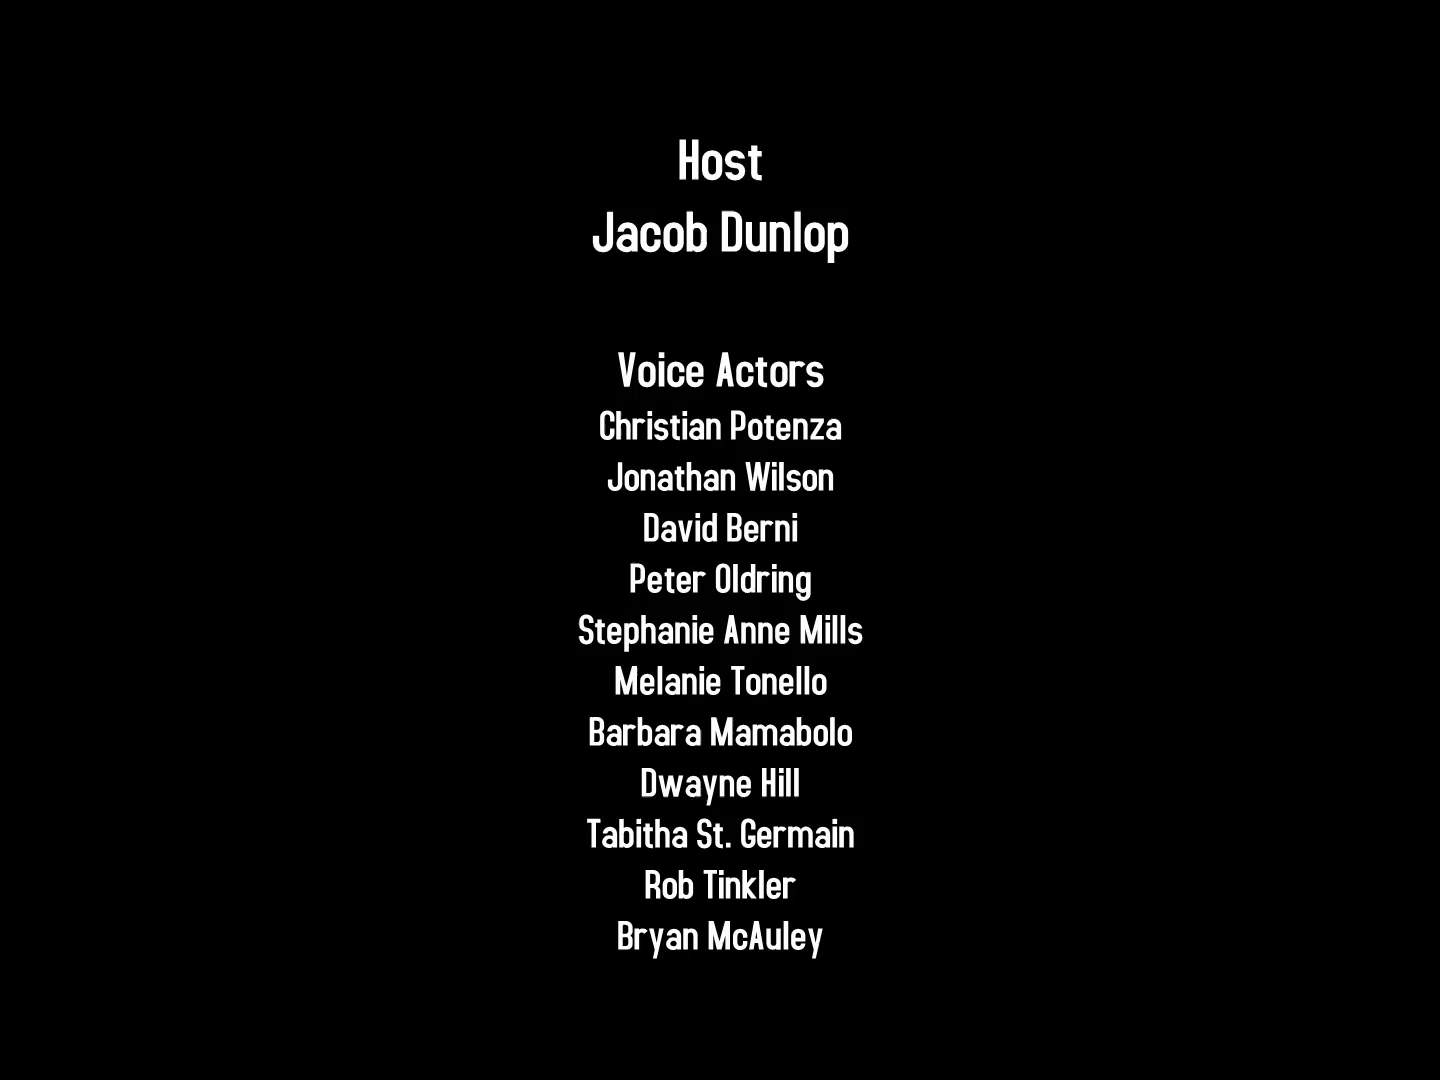 Host
Jacob Dunlop
Voice Actors
Christian Potenza
Jonathan Wilson
David Berni
Peter Oldring
Stephanie Anne Mills
Melanie Tonello
Barbara Mamabolo
Dwayne Hill
Tabitha St. Germain
Rob Tinkler
Bryan McAuley